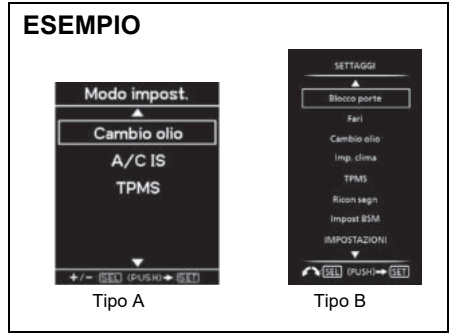 ESEMPIO
Modo impost.
Cambio olio
A/C IS
TPMS
+/- SEL (PUSH)➡ SET
Tipo A
SETTAGGI
Blocco porte
Fari
Cambio olio
Imp. clima
TPMS
Ricon segn
Impost BSM
IMPOSTAZIONI
SEL (PUSH)➡ SET
Tipo B